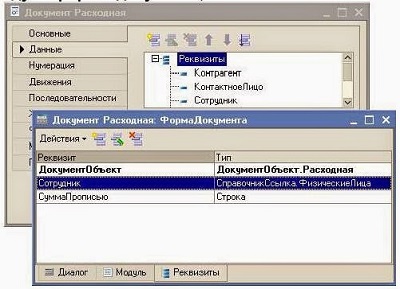 Документ Расходная
Основные
Данные
Нумерация
Движения
Последовательности
Реквизиты
Контрагент
КонтактноеЛицо
Сотрудник
Документ Расходная: ФормаДокумента
Действия
Реквизит Тип
ДокументОбъект ДокументОбъект.Расходная
Сотрудник СправочникСсылка.ФизическиеЛица
СуммаПрописью Строка
Диалог Модуль Реквизиты